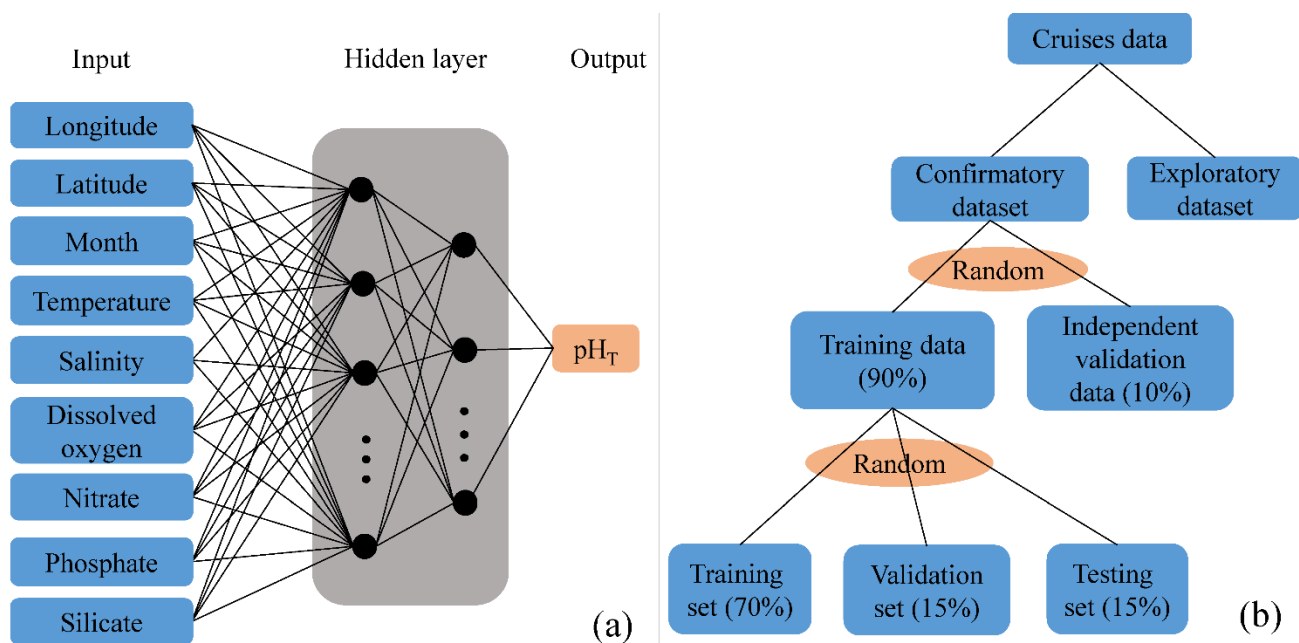 Input
Hidden layer
Output
Longitude
Latitude
Month
Temperature
Salinity
Dissolved
oxygen
Nitrate
Phosphate
Silicate
pH_T
(a)
Cruises data
Confirmatory
dataset
Exploratory
dataset
Random
Training data
(90%)
Independent
validation
data (10%)
Random
Training
set (70%)
Validation
set (15%)
Testing
set (15%)
(b)